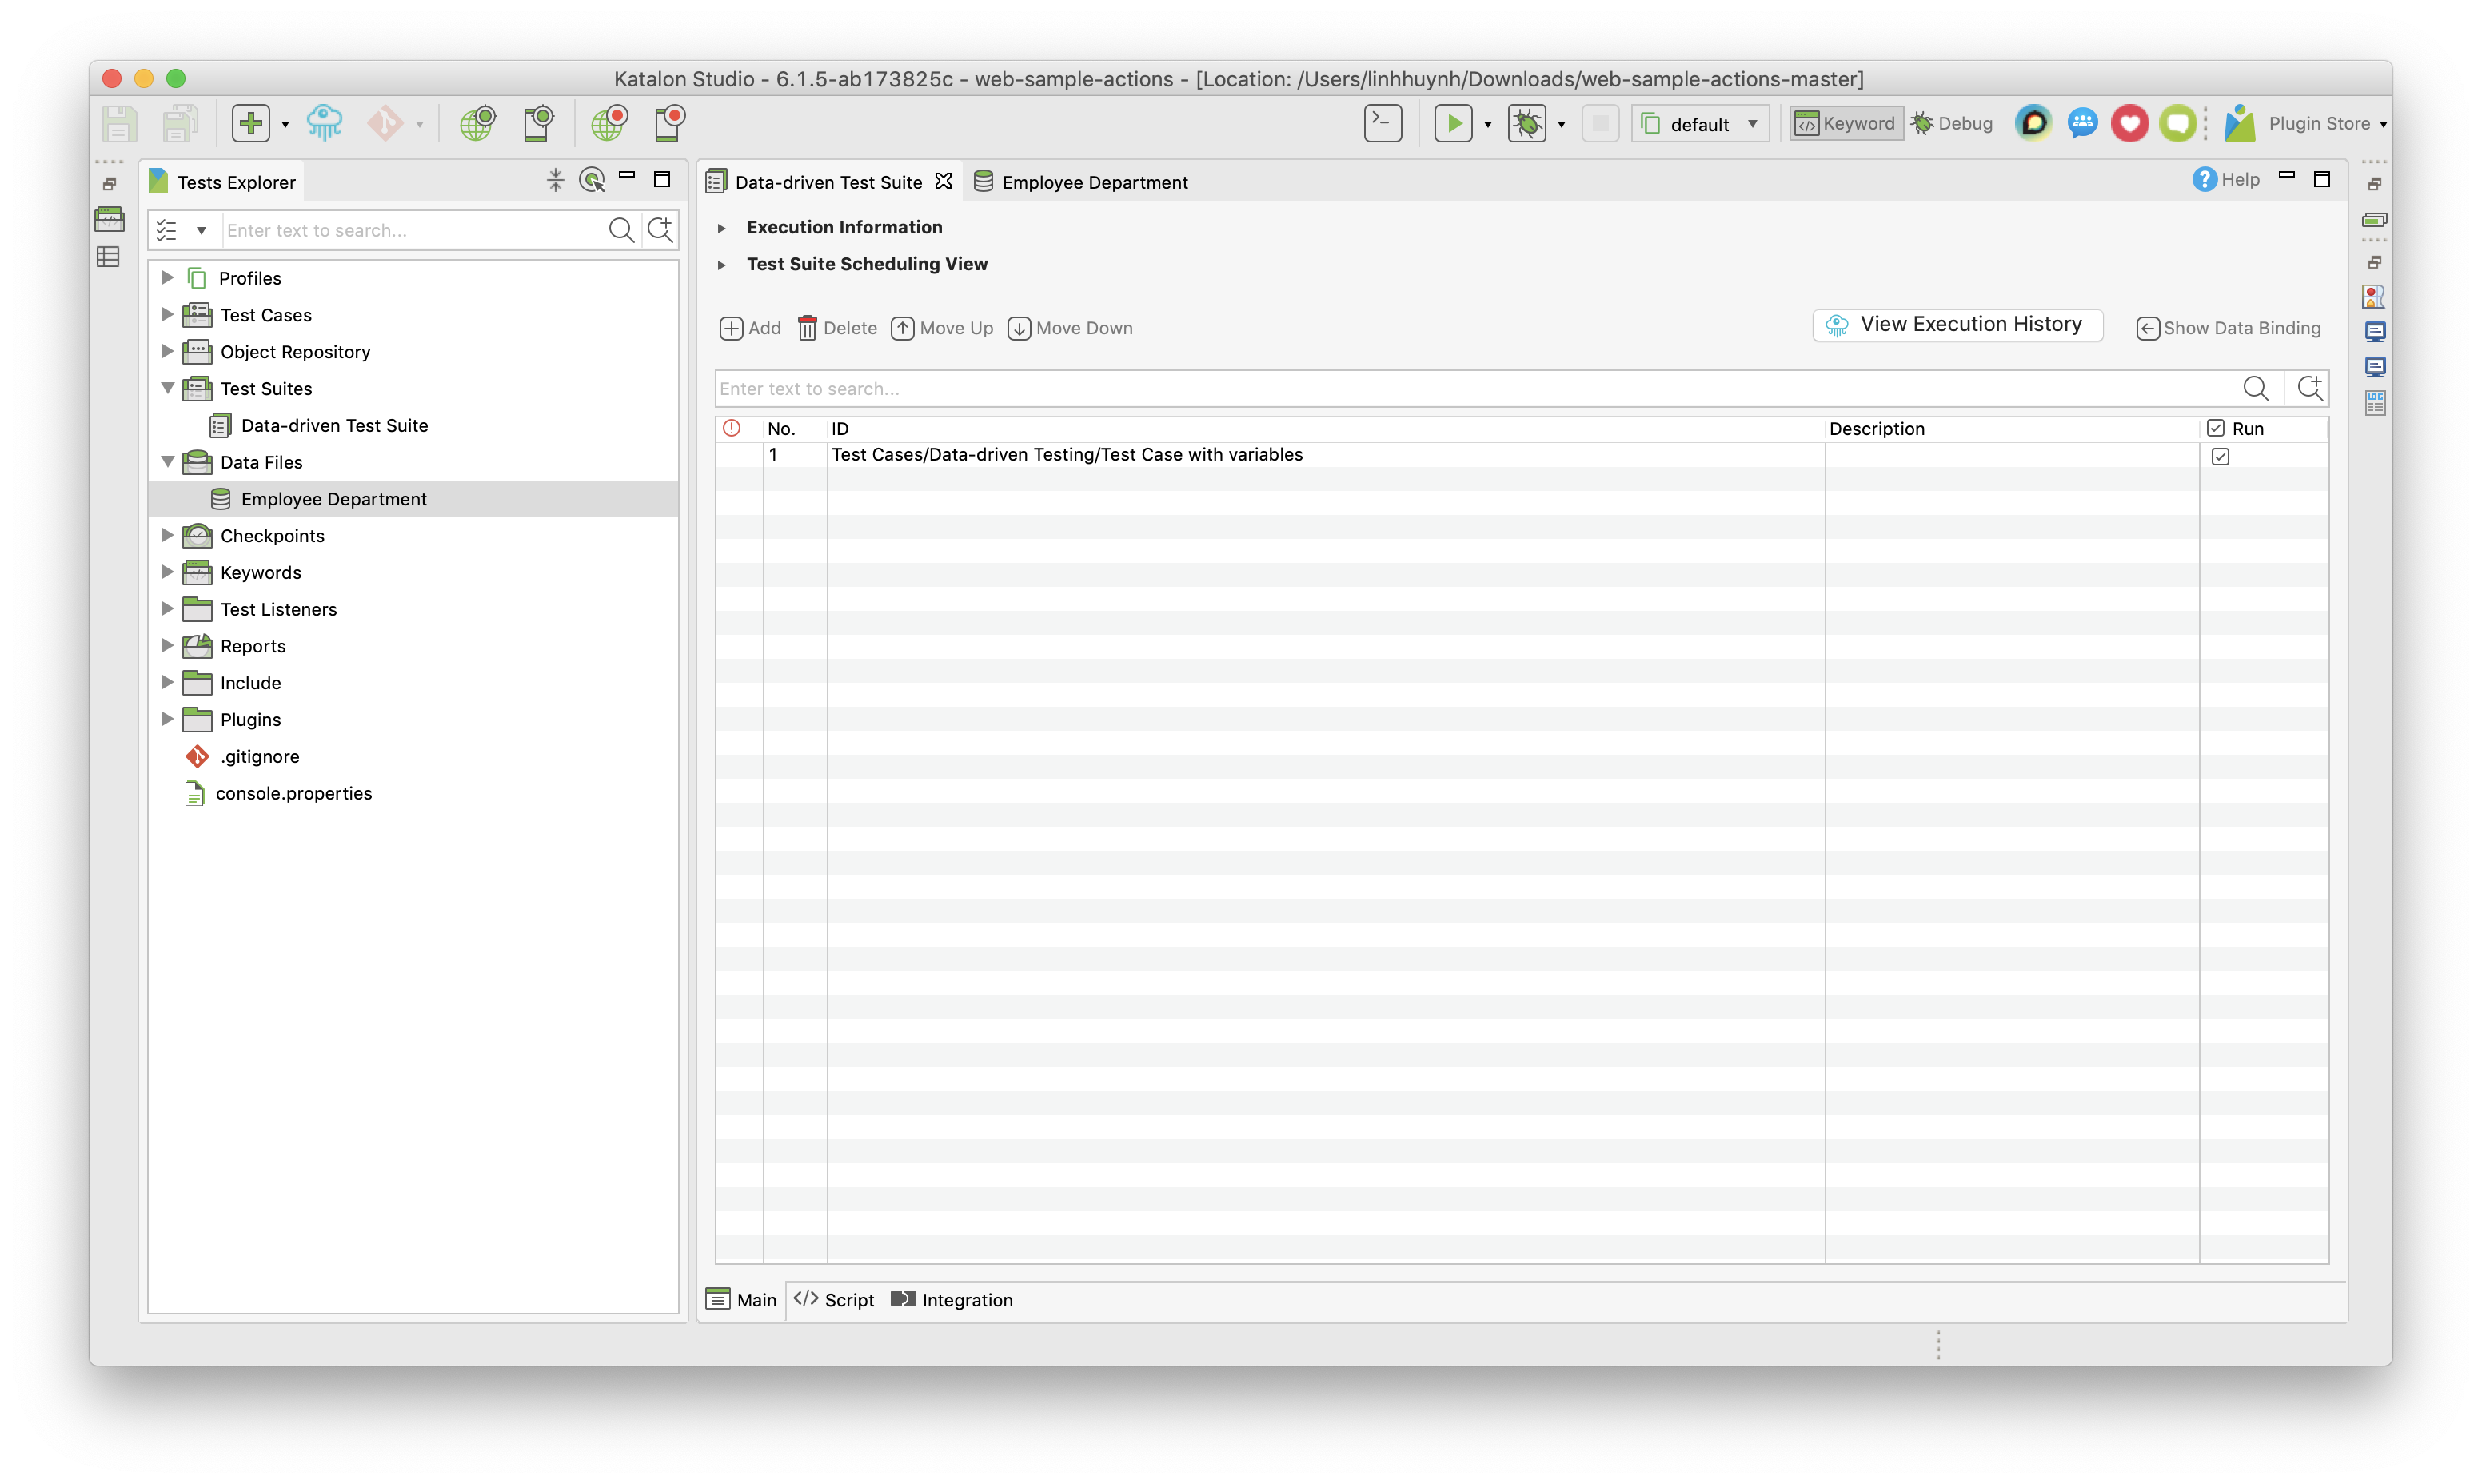 Katalon Studio - 6.1.5-ab173825c - web-sample-actions - [Location: /Users/linhhuynh/Downloads/web-sample-actions-master]
default
Keyword
Debug
Plugin Store
Tests Explorer
Enter text to search...
Profiles
Test Cases
Object Repository
Test Suites
Data-driven Test Suite
Data Files
Employee Department
Checkpoints
Keywords
Test Listeners
Reports
Include
Plugins
.gitignore
console.properties
Data-driven Test Suite
Employee Department
Help
Execution Information
Test Suite Scheduling View
Add
Delete
Move Up
Move Down
View Execution History
Show Data Binding
Enter text to search...
No. ID Description Run
1 Test Cases/Data-driven Testing/Test Case with variables
Main
Script
Integration
LOG